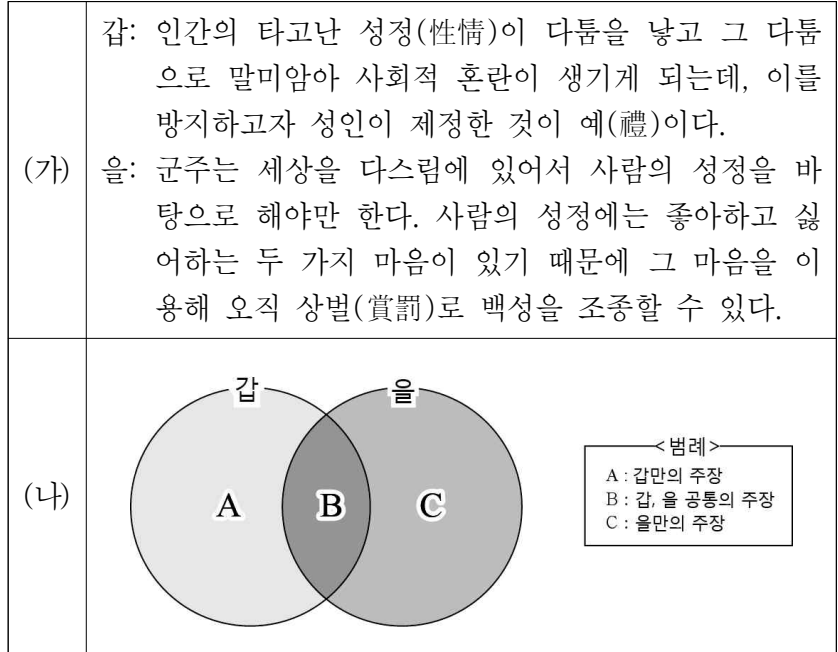 갑: 인간의 타고난 성정(性情)이 다툼을 낳고 그 다툼
으로 말미암아 사회적 혼란이 생기게 되는데, 이를
방지하고자 성인이 제정한 것이 예(禮)이다.
(가)
을: 군주는 세상을 다스림에 있어서 사람의 성정을 바
탕으로 해야만 한다. 사람의 성정에는 좋아하고 싫
어하는 두 가지 마음이 있기 때문에 그 마음을 이
용해 오직 상벌(賞罰)로 백성을 조종할 수 있다.
(나)
갑
을
A
B
C
<범례>
A : 갑만의 주장
B : 갑, 을 공통의 주장
C : 을만의 주장